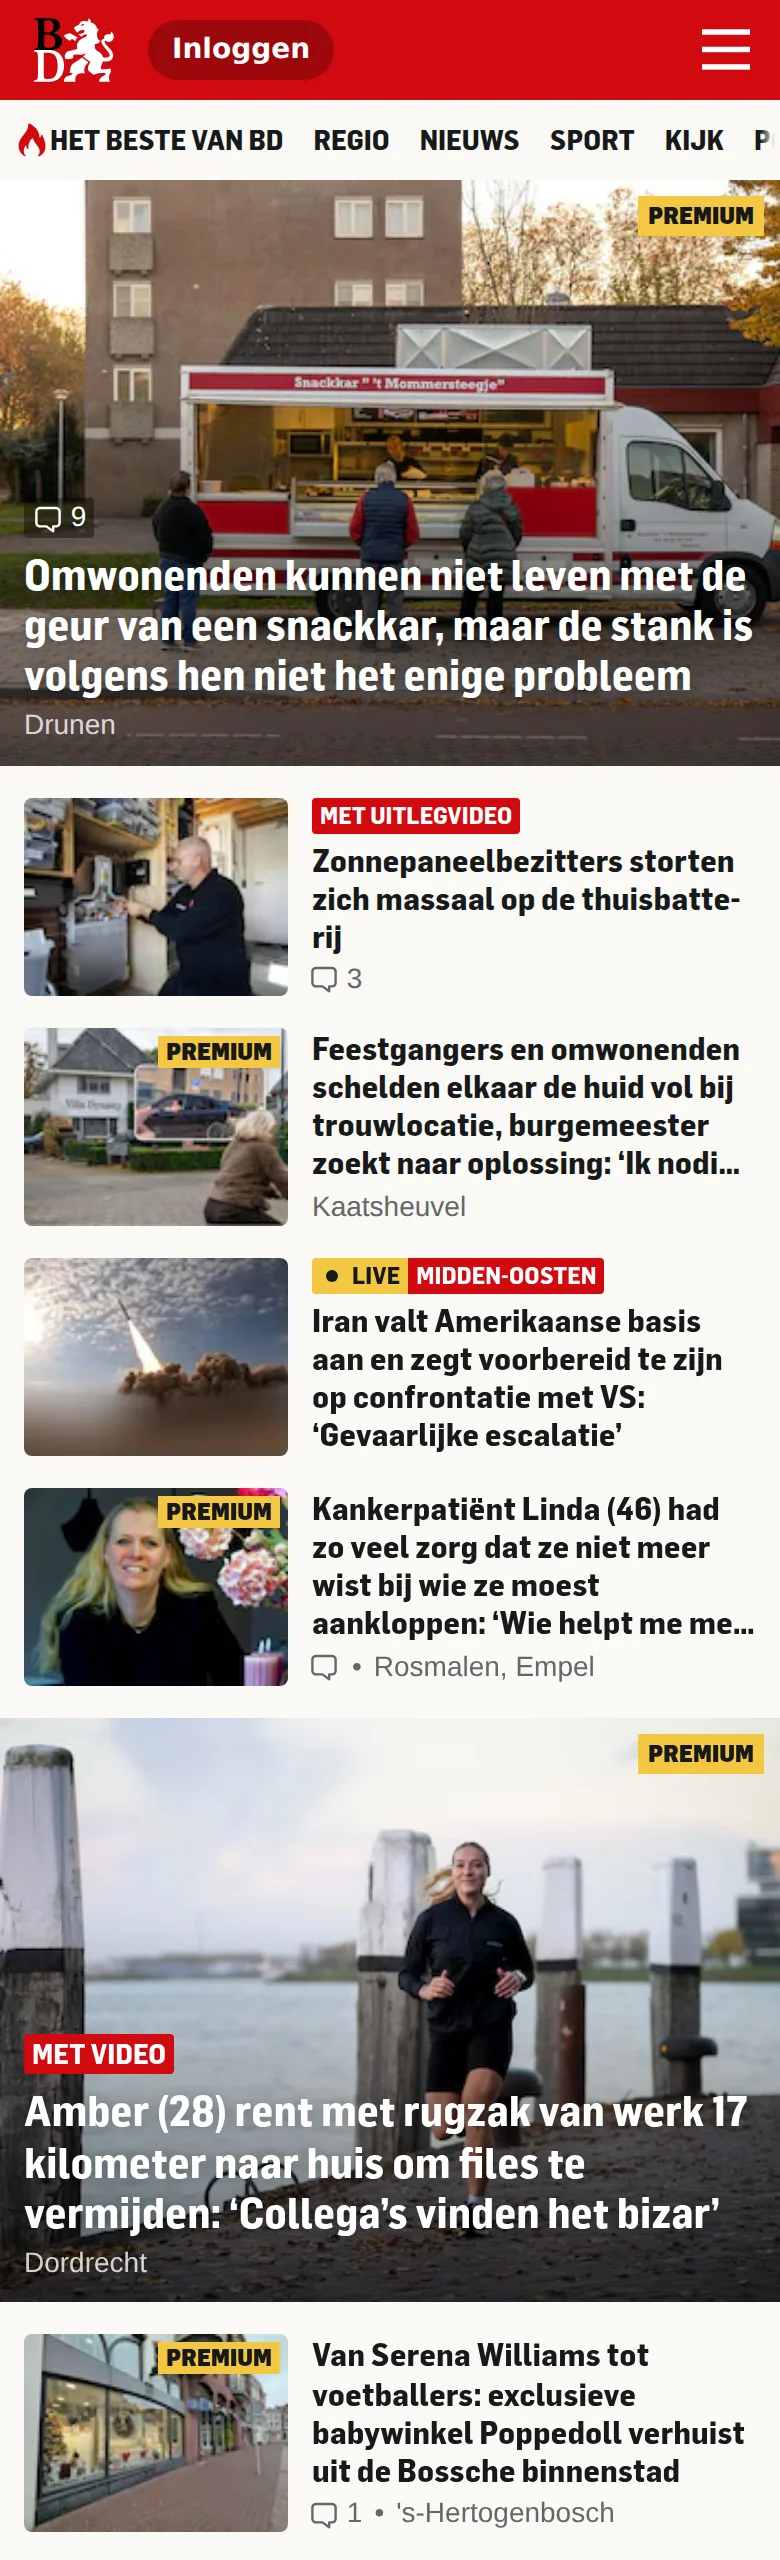 BD
Inloggen
HET BESTE VAN BD REGIO NIEUWS SPORT KIJK
PREMIUM
Snackkar " 't Mommersteegje"
9
Omwonenden kunnen niet leven met de
geur van een snackkar, maar de stank is
volgens hen niet het enige probleem
Drunen
MET UITLEGVIDEO
Zonnepaneelbezitters storten
zich massaal op de thuisbatte-
rij
3
PREMIUM
Feestgangers en omwonenden
schelden elkaar de huid vol bij
trouwlocatie, burgemeester
zoekt naar oplossing: ‘Ik nodi...
Kaatsheuvel
LIVE MIDDEN-OOSTEN
Iran valt Amerikaanse basis
aan en zegt voorbereid te zijn
op confrontatie met VS:
‘Gevaarlijke escalatie’
PREMIUM
Kankerpatiënt Linda (46) had
zo veel zorg dat ze niet meer
wist bij wie ze moest
aankloppen: ‘Wie helpt me me...
• Rosmalen, Empel
PREMIUM
MET VIDEO
Amber (28) rent met rugzak van werk 17
kilometer naar huis om files te
vermijden: ‘Collega’s vinden het bizar’
Dordrecht
PREMIUM
Van Serena Williams tot
voetballers: exclusieve
babywinkel Poppedoll verhuist
uit de Bossche binnenstad
1 • 's-Hertogenbosch